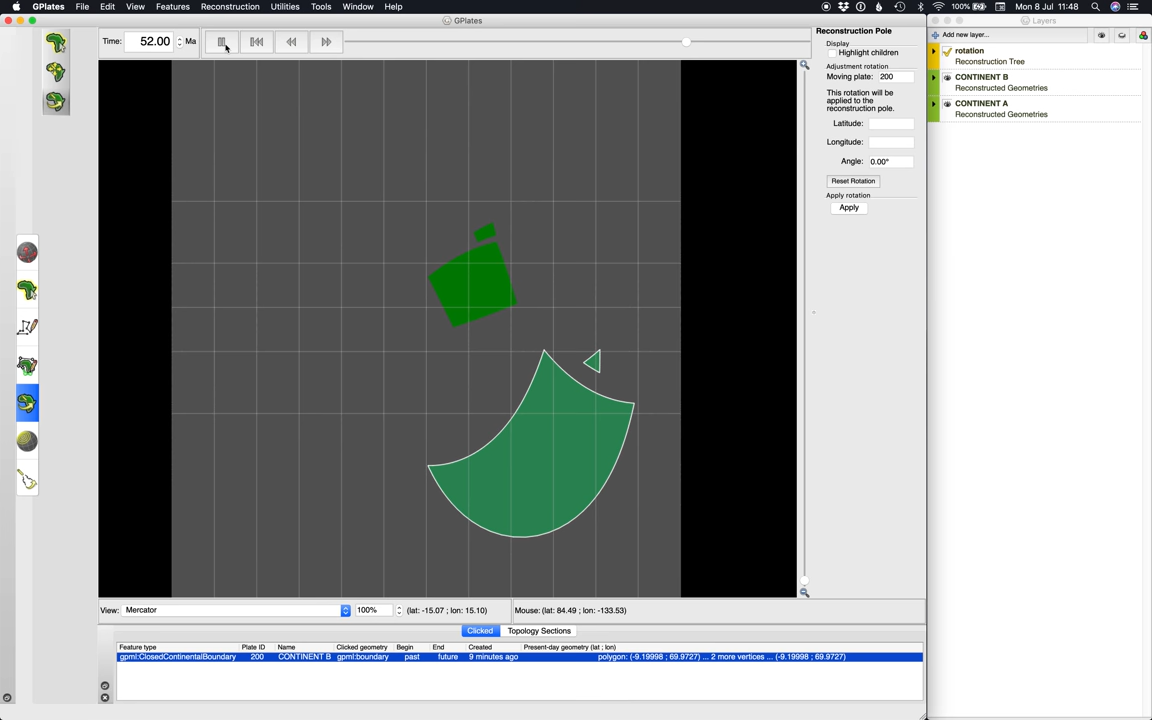 GPlates File Edit View Features Reconstruction Utilities Tools Window Help 100% Mon 8 Jul 11:48
GPlates
Layers
Time: 52.00 Ma
Add new layer...
rotation
Reconstruction Tree
CONTINENT B
Reconstructed Geometries
CONTINENT A
Reconstructed Geometries
Reconstruction Pole
Display
Highlight children
Adjustment rotation
Moving plate: 200
This rotation will be
applied to the
reconstruction pole.
Latitude:
Longitude:
Angle: 0.00°
Reset Rotation
Apply rotation
Apply
View: Mercator 100% (lat: -15.07 ; lon: 15.10) Mouse: (lat: 84.49 ; lon: -133.53)
Clicked Topology Sections
Feature type Plate ID Name Clicked geometry Begin End Created Present-day geometry (lat ; lon)
gpml:ClosedContinentalBoundary 200 CONTINENT B gpml:boundary past future 9 minutes ago polygon: (-9.19998 ; 69.9727) ... 2 more vertices ... (-9.19998 ; 69.9727)